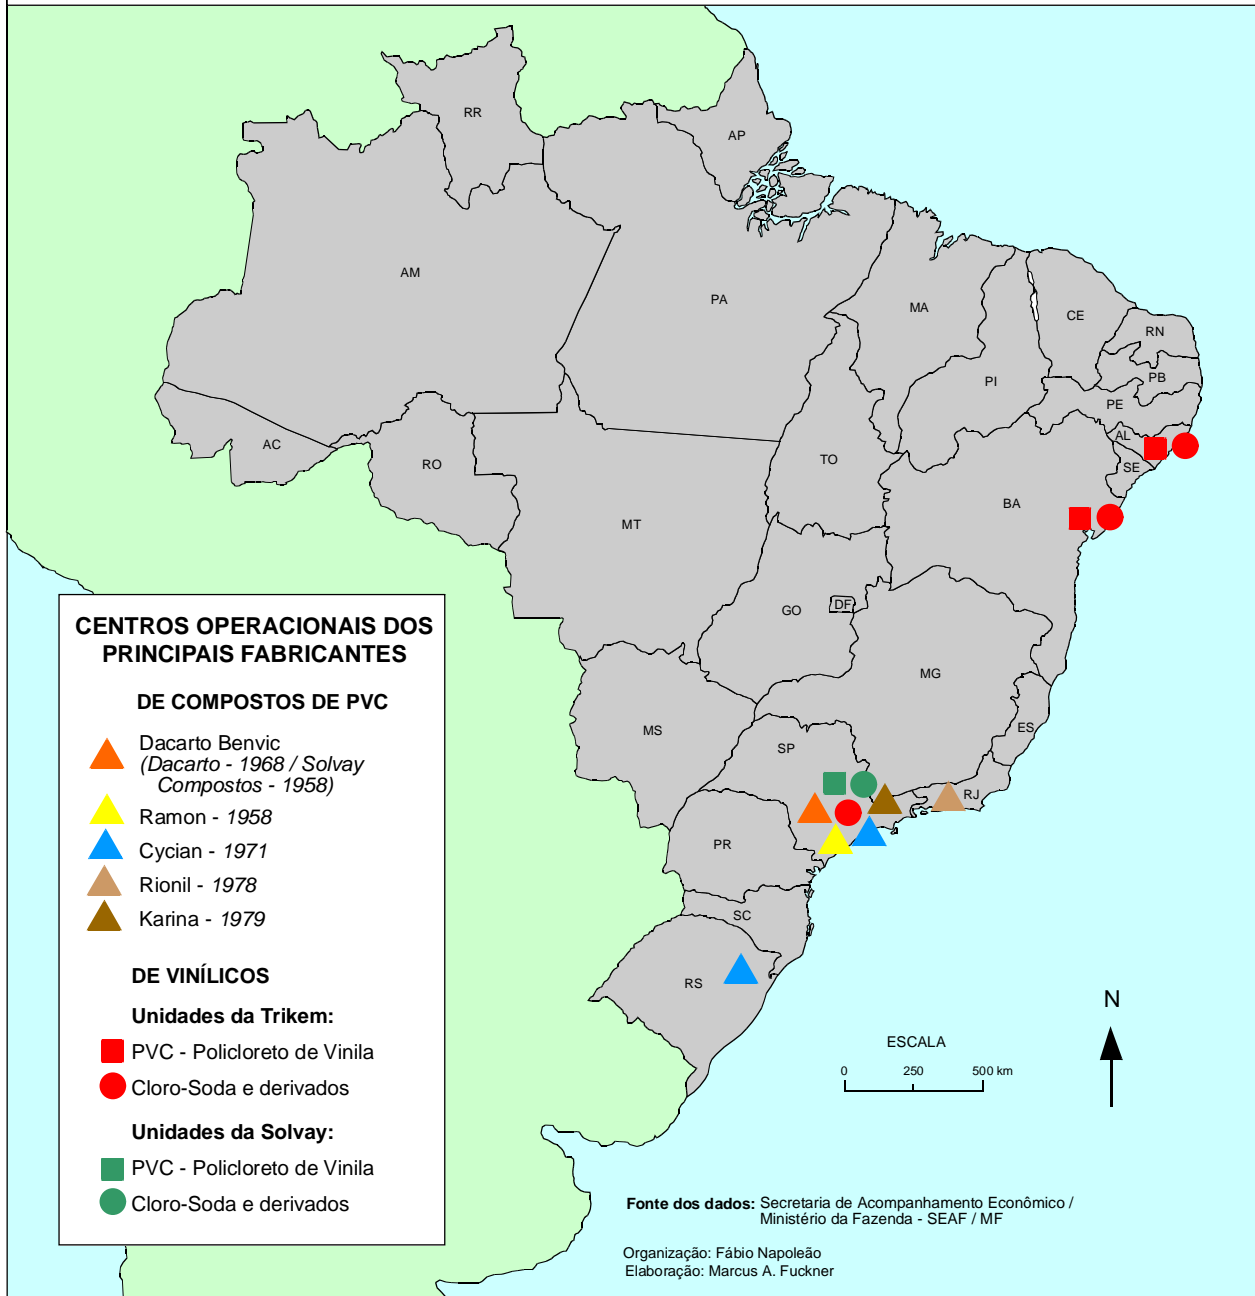 RR
AP
AM
PA
MA
CE
RN
PB
PI
PE
AL
SE
AC
RO
TO
BA
MT
GO
DF
MG
ES
MS
SP
RJ
PR
SC
RS
CENTROS OPERACIONAIS DOS
PRINCIPAIS FABRICANTES
DE COMPOSTOS DE PVC
Dacarto Benvic
(Dacarto - 1968 / Solvay
Compostos - 1958)
Ramon - 1958
Cycian - 1971
Rionil - 1978
Karina - 1979
DE VINÍLICOS
Unidades da Trikem:
PVC - Policloreto de Vinila
Cloro-Soda e derivados
Unidades da Solvay:
PVC - Policloreto de Vinila
Cloro-Soda e derivados
N
ESCALA
0 250 500 km
Fonte dos dados: Secretaria de Acompanhamento Econômico /
Ministério da Fazenda - SEAF / MF
Organização: Fábio Napoleão
Elaboração: Marcus A. Fuckner